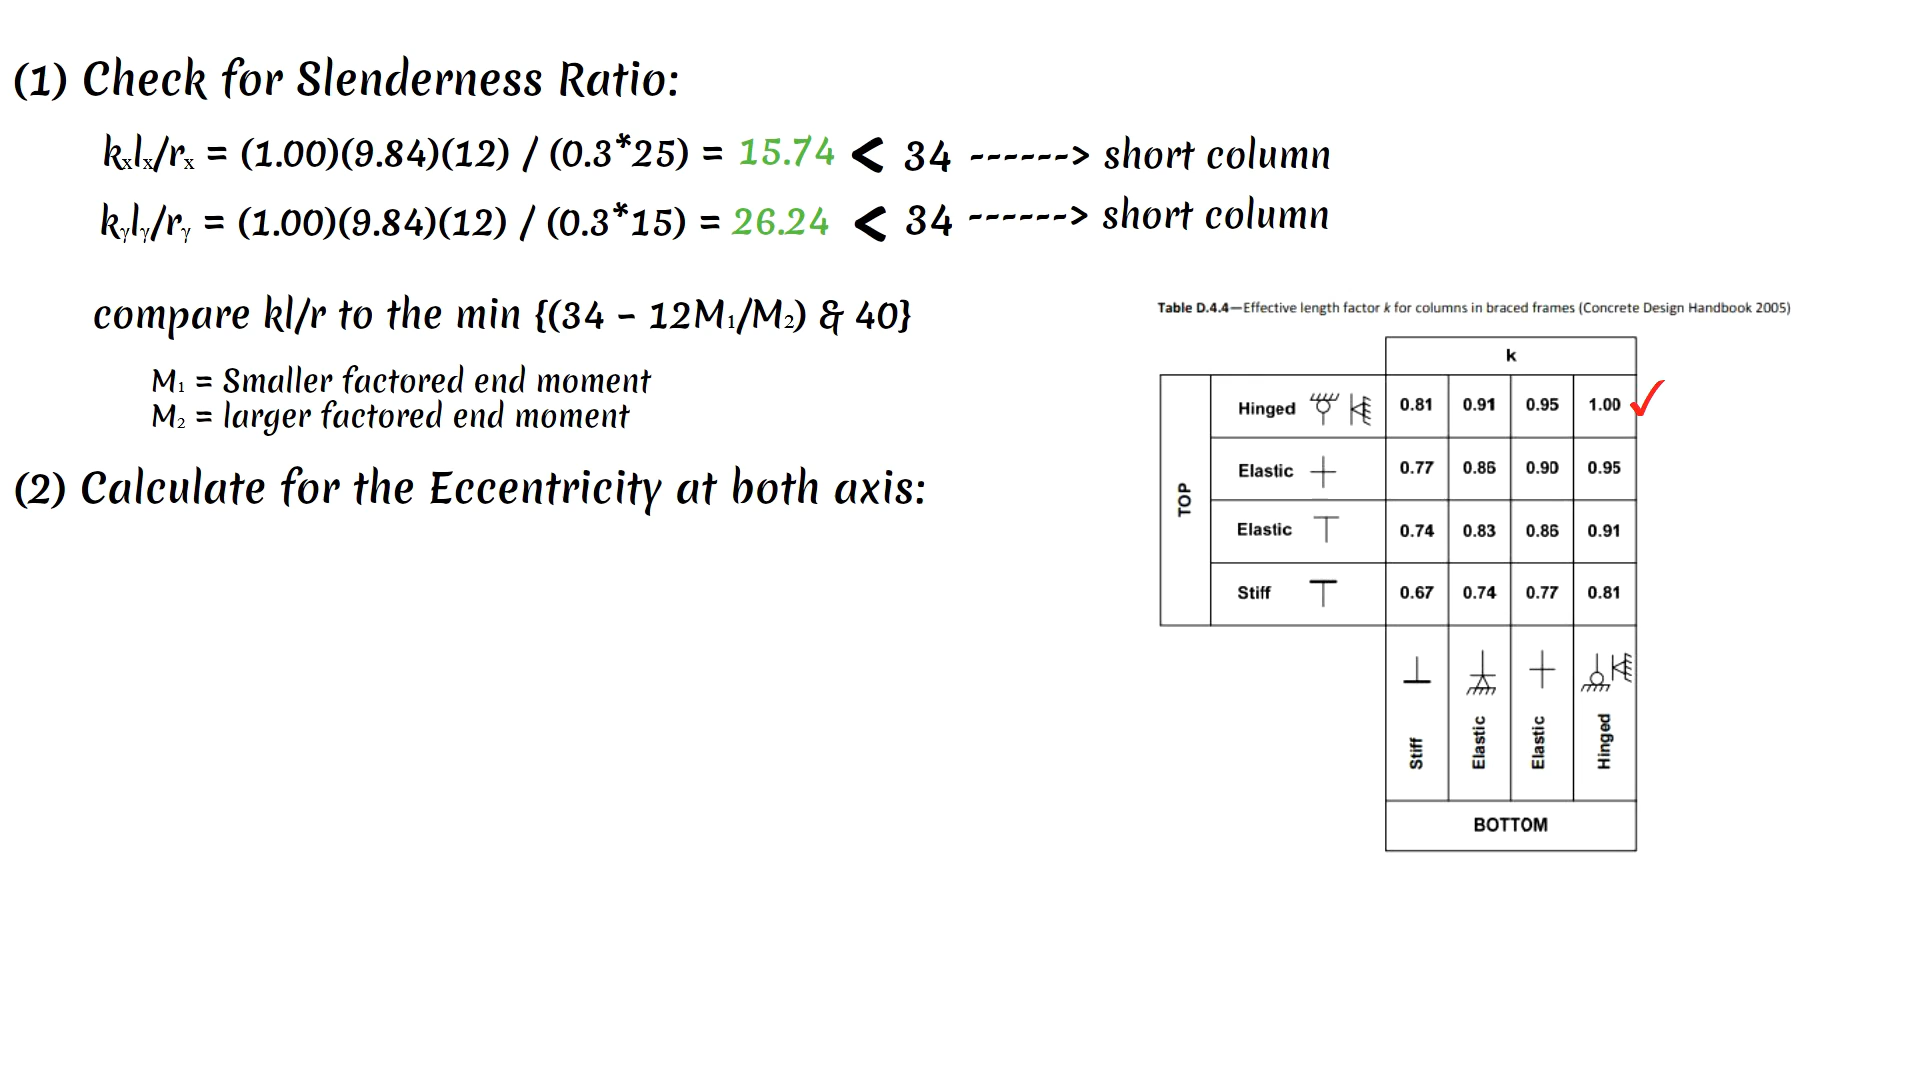 (1) Check for Slenderness Ratio:
kₓlₓ/rₓ = (1.00)(9.84)(12) / (0.3*25) = 15.74 < 34 ------> short column
kᵧlᵧ/rᵧ = (1.00)(9.84)(12) / (0.3*15) = 26.24 < 34 ------> short column
compare kl/r to the min {(34 - 12M₁/M₂) & 40}
M₁ = Smaller factored end moment
M₂ = larger factored end moment
(2) Calculate for the Eccentricity at both axis:
Table D.4.4—Effective length factor k for columns in braced frames (Concrete Design Handbook 2005)
k
TOP
Hinged 0.81 0.91 0.95 1.00
Elastic 0.77 0.86 0.90 0.95
Elastic 0.74 0.83 0.86 0.91
Stiff 0.67 0.74 0.77 0.81
Stiff Elastic Elastic Hinged
BOTTOM